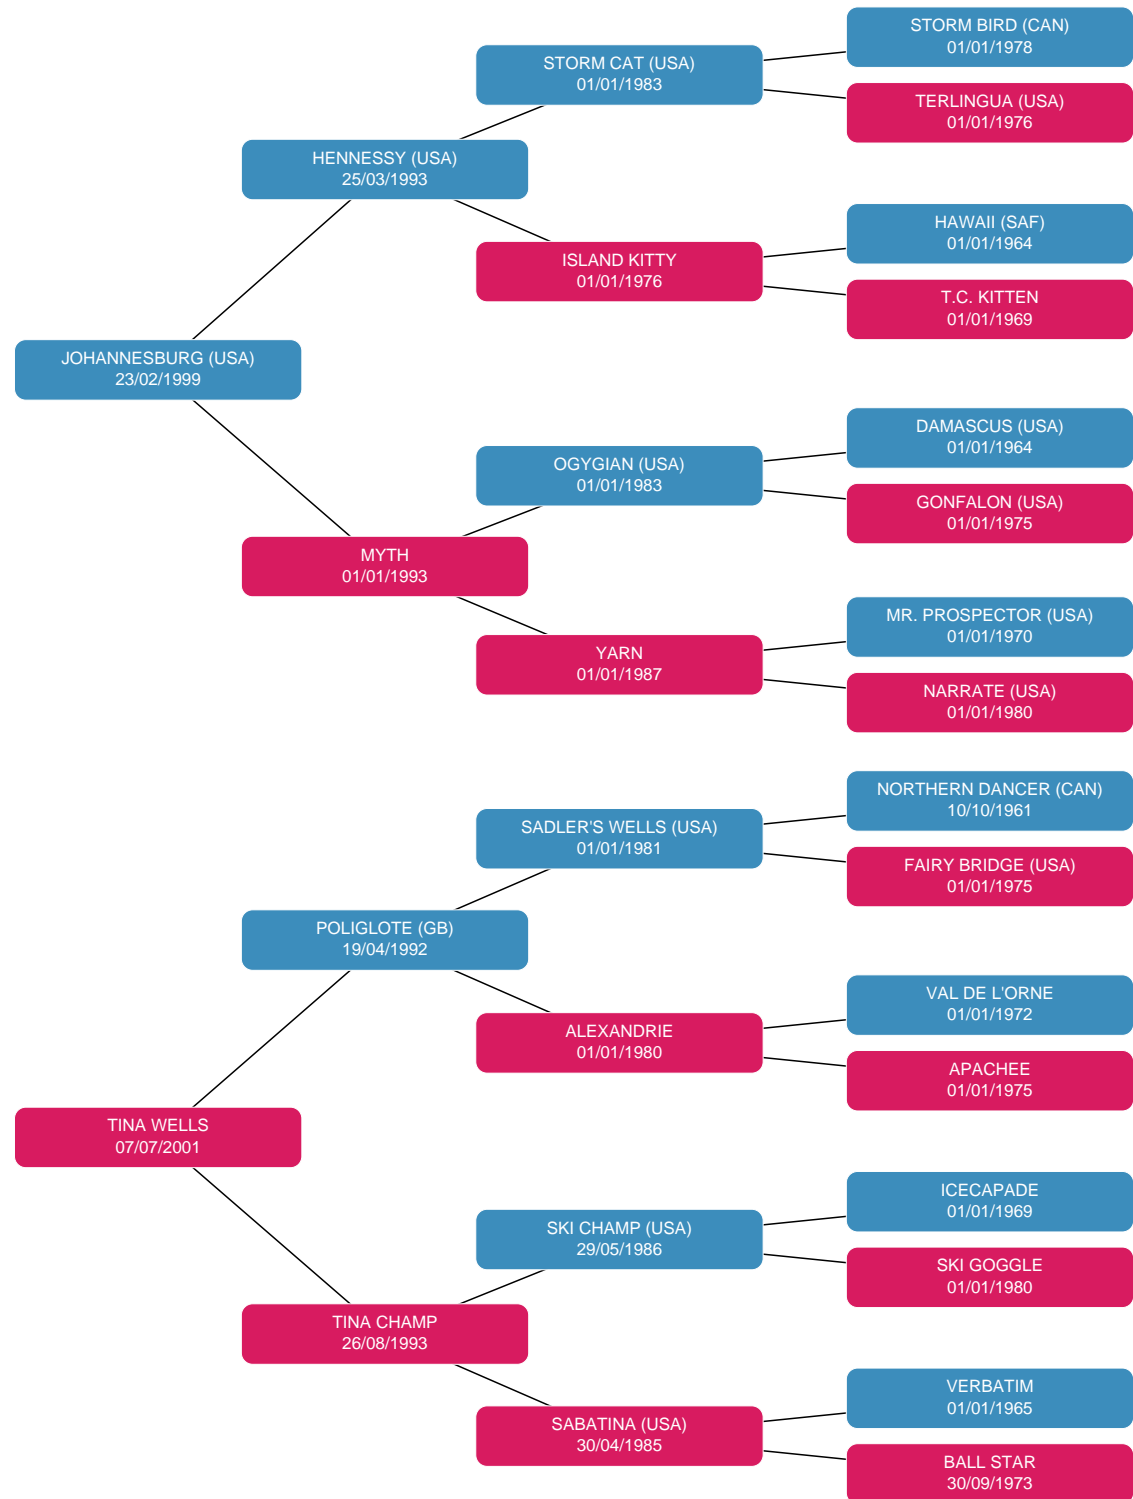 STORM BIRD (CAN)
01/01/1978
STORM CAT (USA)
01/01/1983
TERLINGUA (USA)
01/01/1976
HENNESSY (USA)
25/03/1993
HAWAII (SAF)
01/01/1964
ISLAND KITTY
01/01/1976
T.C. KITTEN
01/01/1969
JOHANNESBURG (USA)
23/02/1999
DAMASCUS (USA)
01/01/1964
OGYGIAN (USA)
01/01/1983
GONFALON (USA)
01/01/1975
MYTH
01/01/1993
MR. PROSPECTOR (USA)
01/01/1970
YARN
01/01/1987
NARRATE (USA)
01/01/1980
NORTHERN DANCER (CAN)
10/10/1961
SADLER'S WELLS (USA)
01/01/1981
FAIRY BRIDGE (USA)
01/01/1975
POLIGLOTE (GB)
19/04/1992
VAL DE L'ORNE
01/01/1972
ALEXANDRIE
01/01/1980
APACHEE
01/01/1975
TINA WELLS
07/07/2001
ICECAPADE
01/01/1969
SKI CHAMP (USA)
29/05/1986
SKI GOGGLE
01/01/1980
TINA CHAMP
26/08/1993
VERBATIM
01/01/1965
SABATINA (USA)
30/04/1985
BALL STAR
30/09/1973